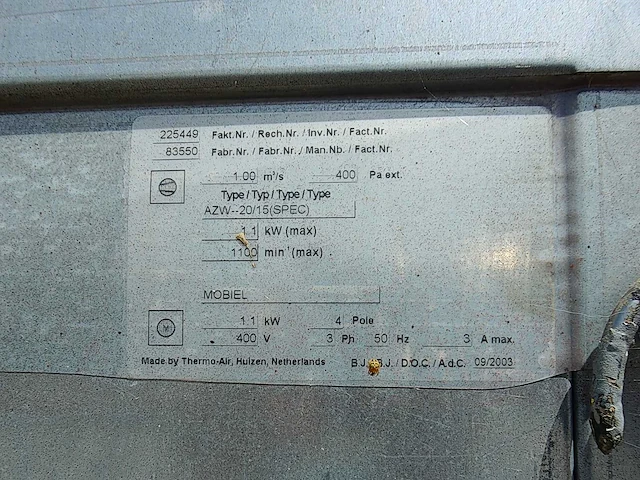 225449 Fakt.Nr. / Rech.Nr. / Inv.Nr. / Fact.Nr.
83550 Fabr.Nr. / Fabr.Nr. / Man.Nb. / Fact.Nr.
1.00 m³/s 400 Pa ext.
Type / Typ / Type / Type
AZW--20/15(SPEC)
1.1 kW (max)
1100 min⁻¹ (max)
MOBIEL
M
1.1 kW 4 Pole
400 V 3 Ph 50 Hz 3 A max.
Made by Thermo-Air, Huizen, Netherlands B.J. / B.J. / D.O.C. / A.d.C. 09/2003